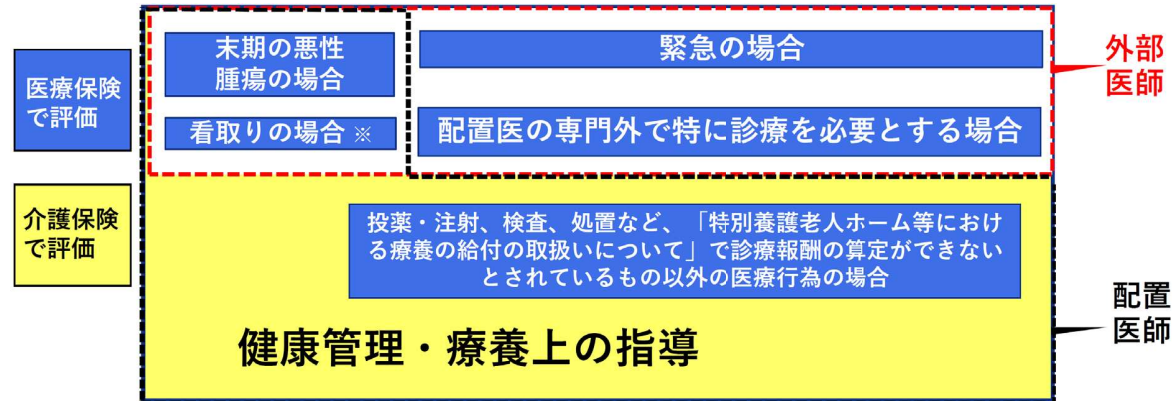 医療保険
で評価
末期の悪性
腫瘍の場合
緊急の場合
外部
医師
看取りの場合 ※
配置医の専門外で特に診療を必要とする場合
介護保険
で評価
投薬・注射、検査、処置など、「特別養護老人ホーム等におけ
る療養の給付の取扱いについて」で診療報酬の算定ができない
とされているもの以外の医療行為の場合
配置
医師
健康管理・療養上の指導